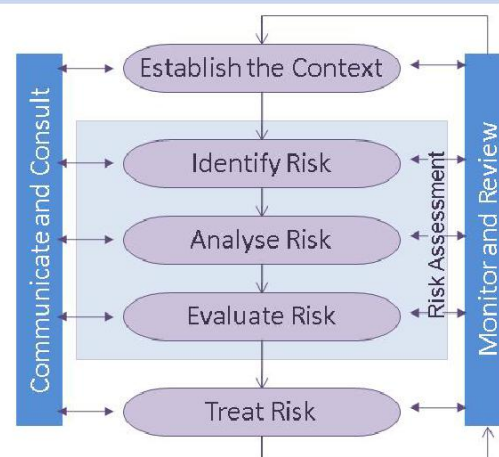 Establish the Context
Communicate and Consult
Identify Risk
Analyse Risk
Evaluate Risk
Risk Assessment
Monitor and Review
Treat Risk